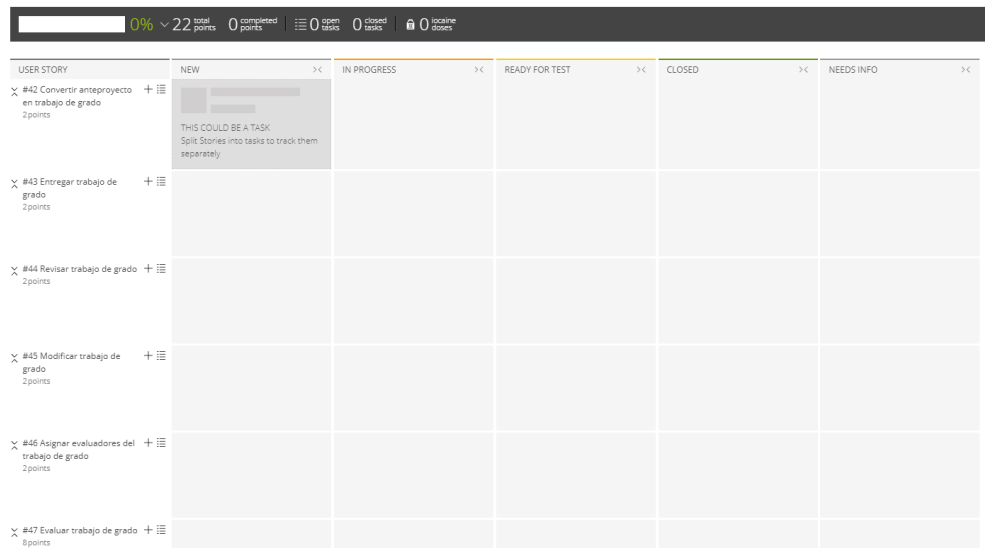 0% 22 total points 0 completed points 0 open tasks 0 closed tasks 0 iocaine doses
USER STORY NEW IN PROGRESS READY FOR TEST CLOSED NEEDS INFO
#42 Convertir anteproyecto
en trabajo de grado
2 points
THIS COULD BE A TASK
Split Stories into tasks to track them
separately
#43 Entregar trabajo de
grado
2 points
#44 Revisar trabajo de grado
2 points
#45 Modificar trabajo de
grado
2 points
#46 Asignar evaluadores del
trabajo de grado
2 points
#47 Evaluar trabajo de grado
8 points